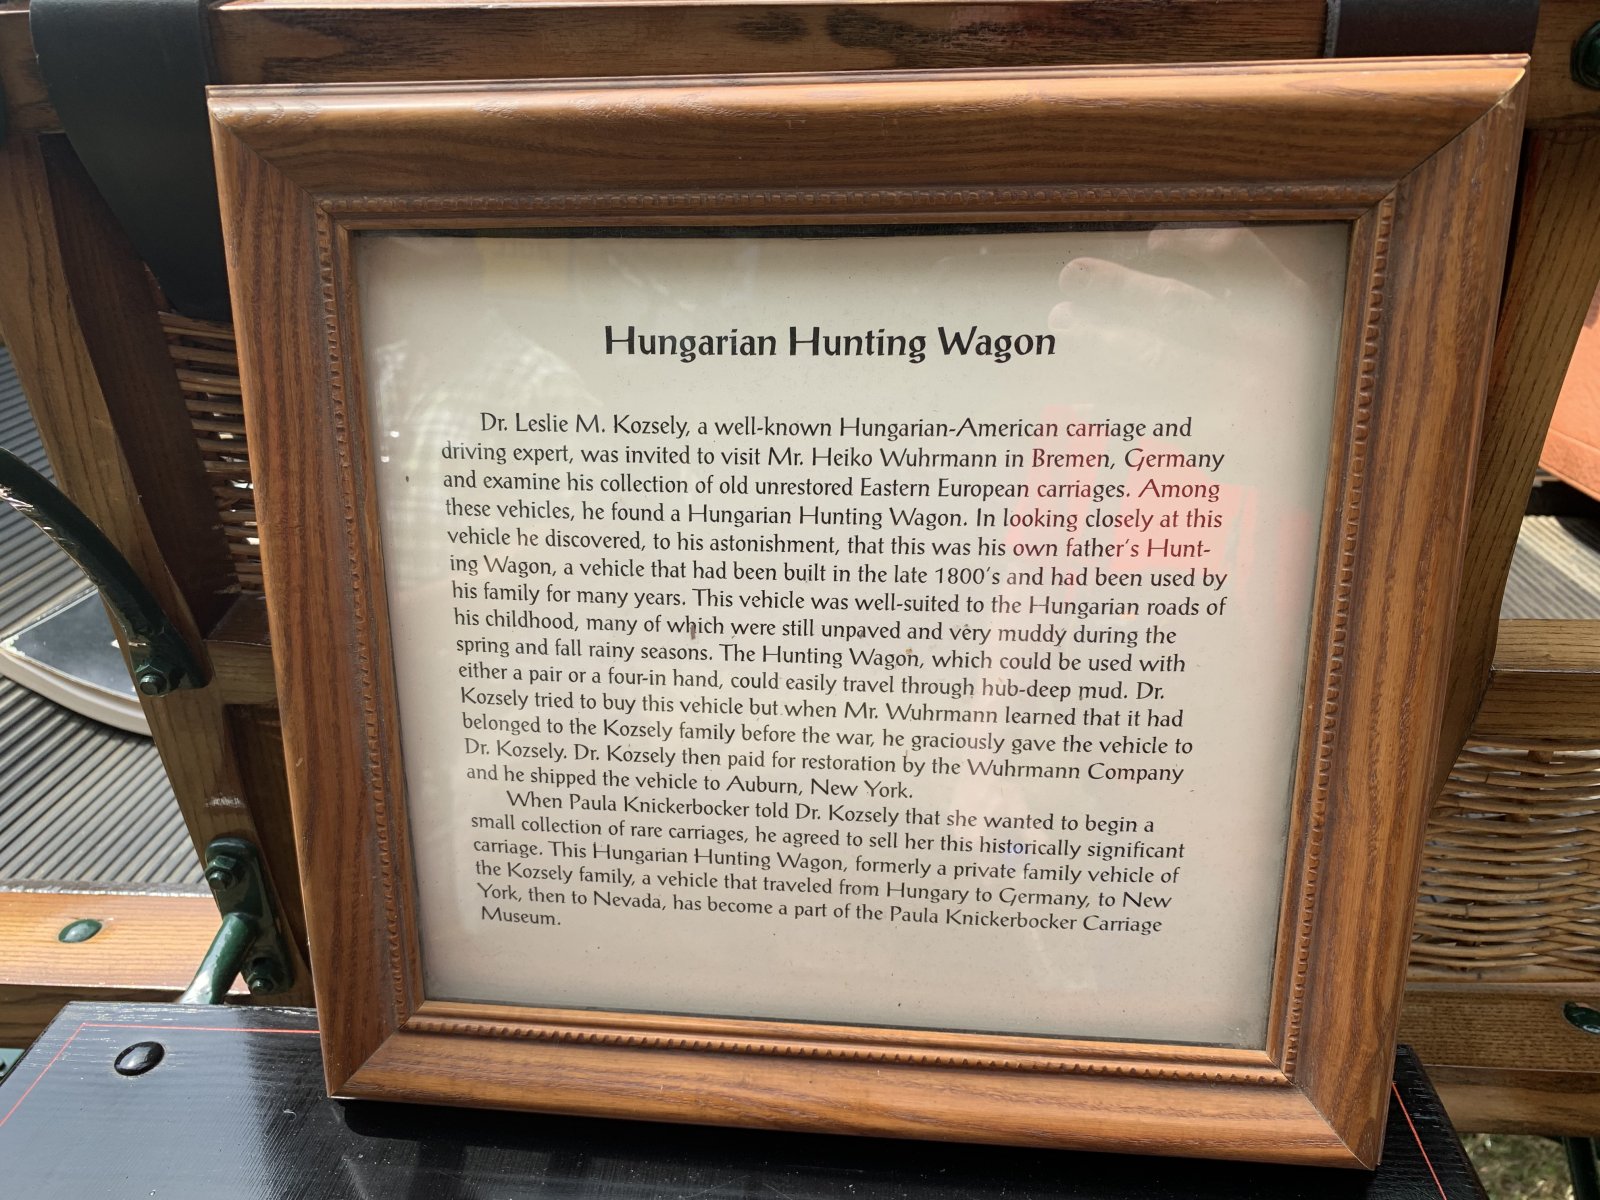 Hungarian Hunting Wagon
Dr. Leslie M. Kozsely, a well-known Hungarian-American carriage and
driving expert, was invited to visit Mr. Heiko Wuhrmann in Bremen, Germany
and examine his collection of old unrestored Eastern European carriages. Among
these vehicles, he found a Hungarian Hunting Wagon. In looking closely at this
vehicle he discovered, to his astonishment, that this was his own father's Hunt-
ing Wagon, a vehicle that had been built in the late 1800's and had been used by
his family for many years. This vehicle was well-suited to the Hungarian roads of
his childhood, many of which were still unpaved and very muddy during the
spring and fall rainy seasons. The Hunting Wagon, which could be used with
either a pair or a four-in hand, could easily travel through hub-deep mud. Dr.
Kozsely tried to buy this vehicle but when Mr. Wuhrmann learned that it had
belonged to the Kozsely family before the war, he graciously gave the vehicle to
Dr. Kozsely. Dr. Kozsely then paid for restoration by the Wuhrmann Company
and he shipped the vehicle to Auburn, New York.
When Paula Knickerbocker told Dr. Kozsely that she wanted to begin a
small collection of rare carriages, he agreed to sell her this historically significant
carriage. This Hungarian Hunting Wagon, formerly a private family vehicle of
the Kozsely family, a vehicle that traveled from Hungary to Germany, to New
York, then to Nevada, has become a part of the Paula Knickerbocker Carriage
Museum.